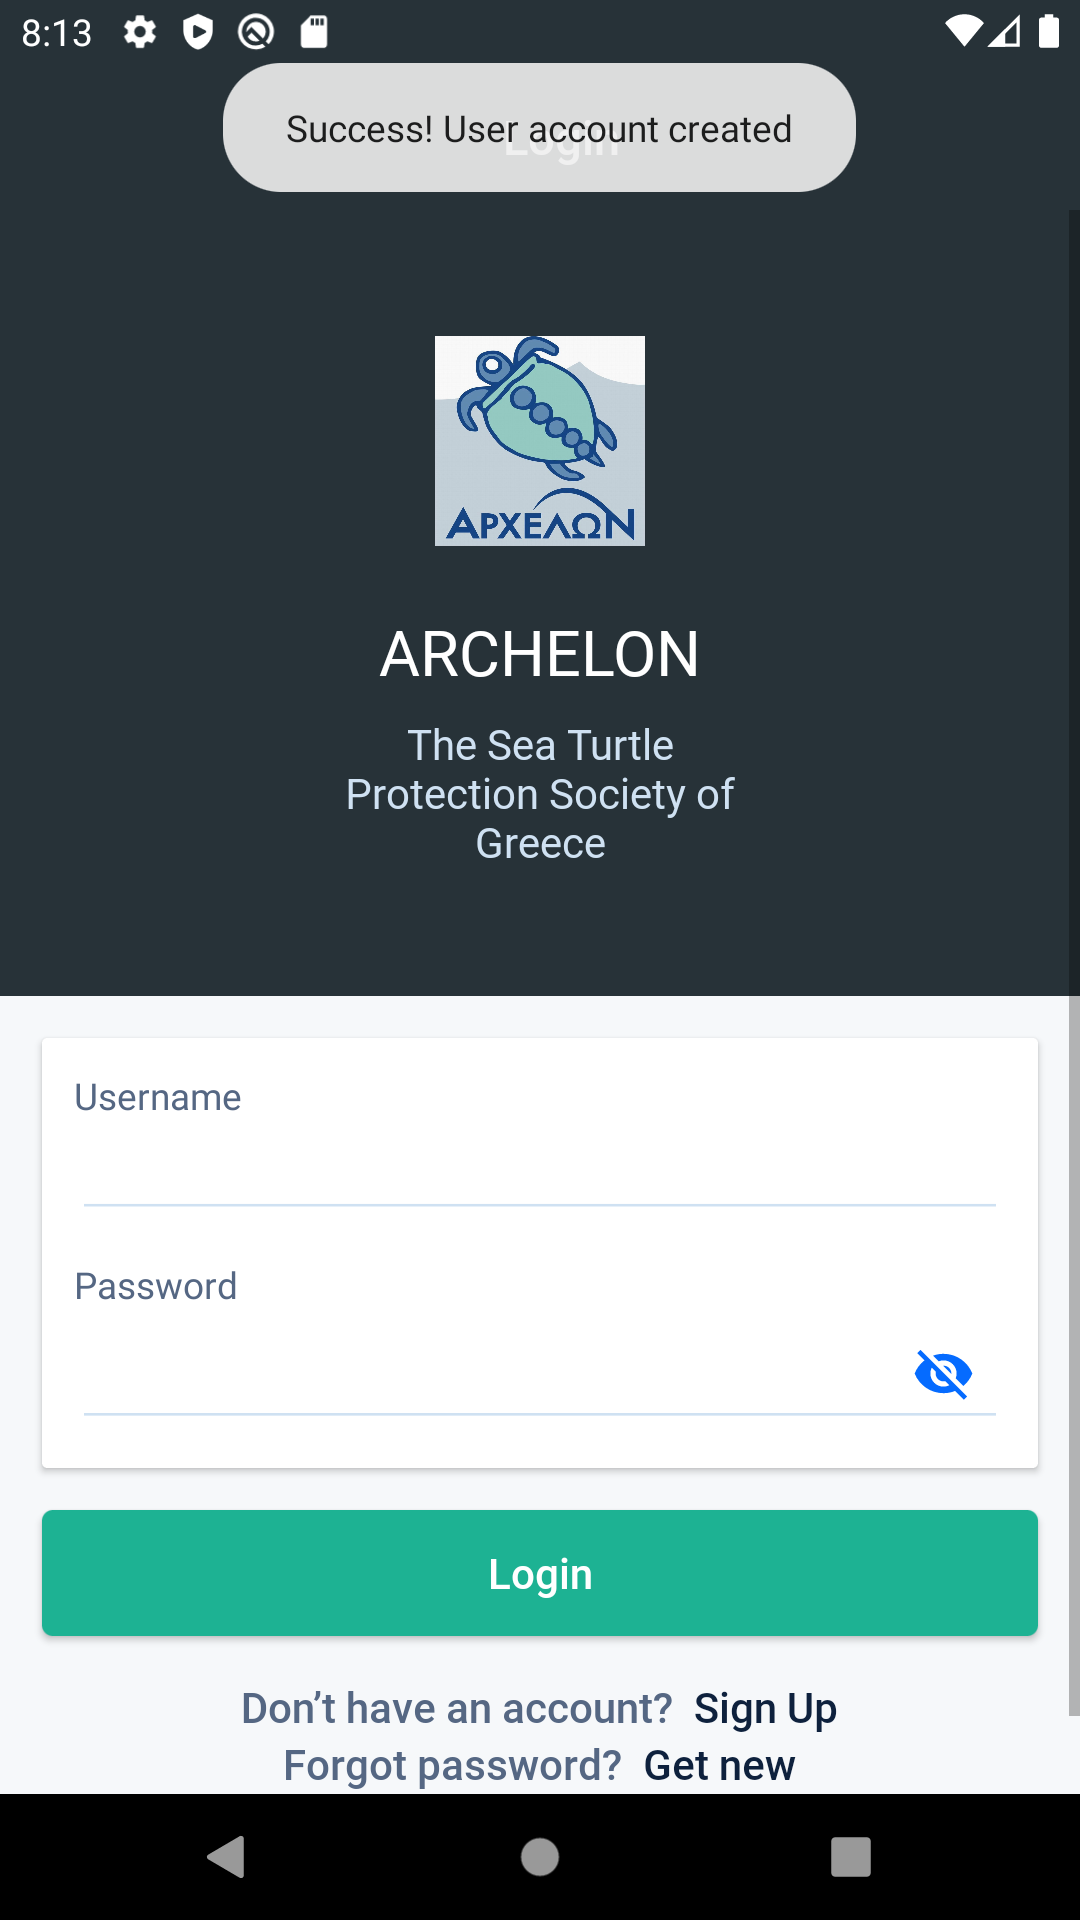 8:13
Success! User account created
Login
ΑΡΧΕΛΩΝ
ARCHELON
The Sea Turtle
Protection Society of
Greece
Username
Password
Login
Don’t have an account? Sign Up
Forgot password? Get new